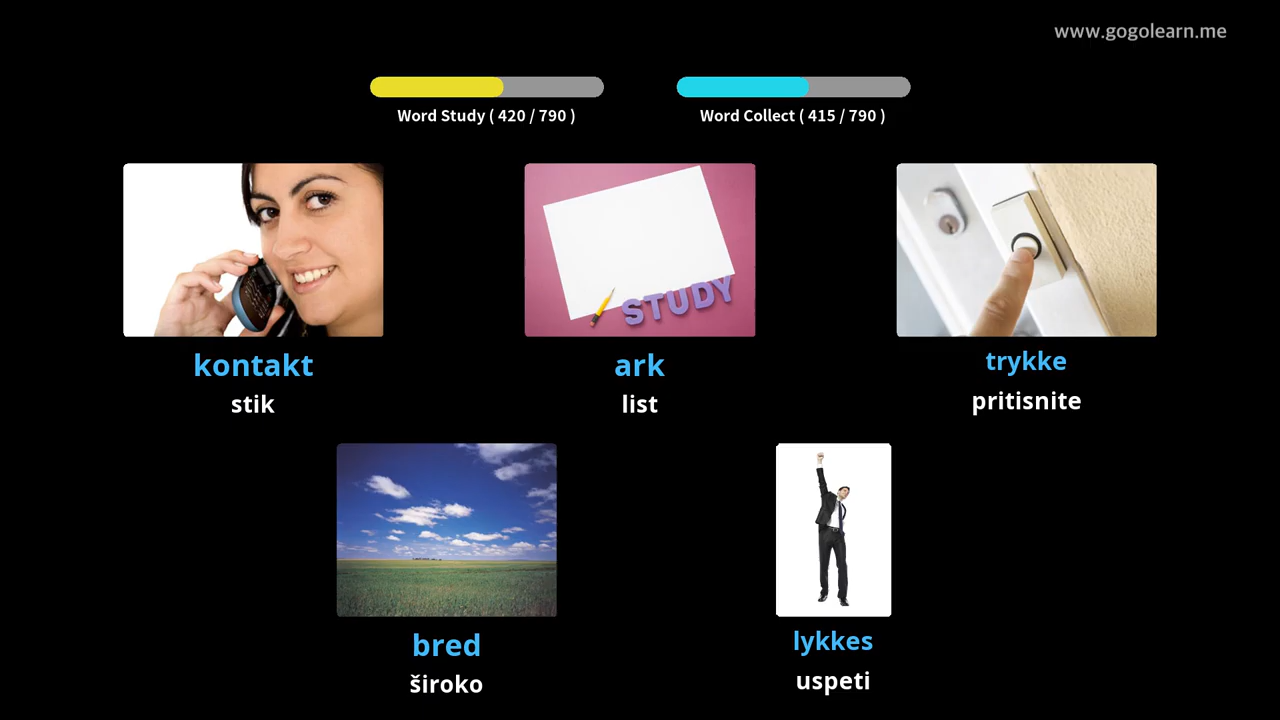 www.gogolearn.me
Word Study ( 420 / 790 )
Word Collect ( 415 / 790 )
STUDY
kontakt
stik
ark
list
trykke
pritisnite
bred
široko
lykkes
uspeti